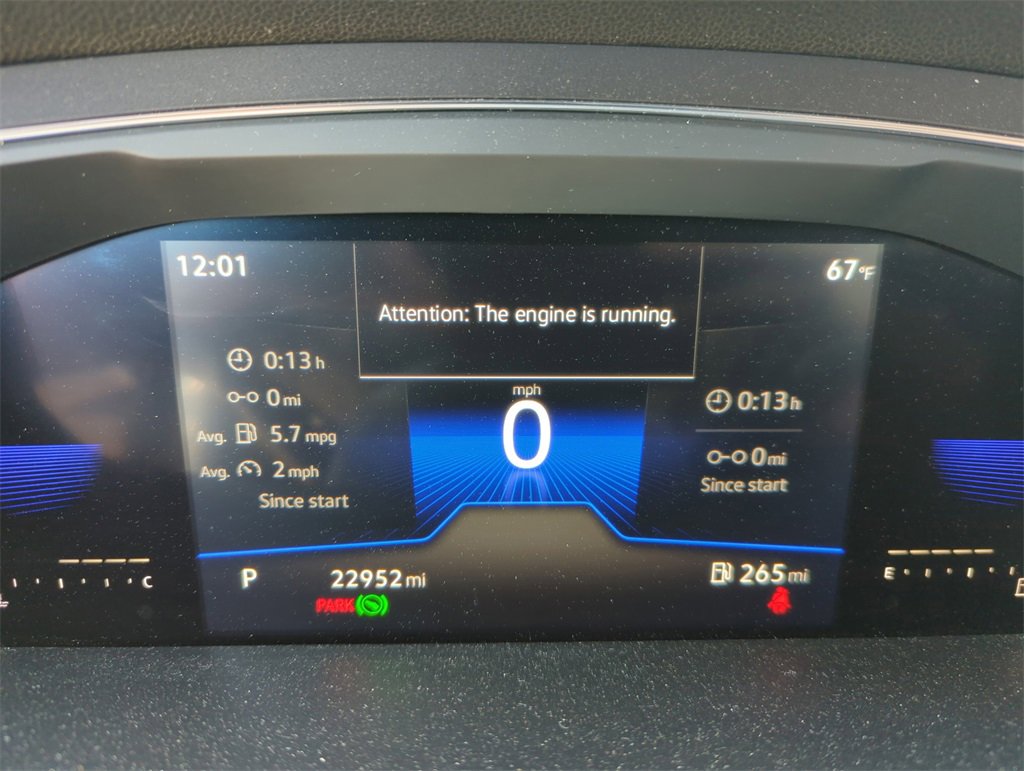 12:01
67°F
Attention: The engine is running.
0:13 h
0 mi
Avg. 5.7 mpg
Avg. 2 mph
Since start
mph
0
0:13 h
0 mi
Since start
C
E
P
22952 mi
265 mi
PARK